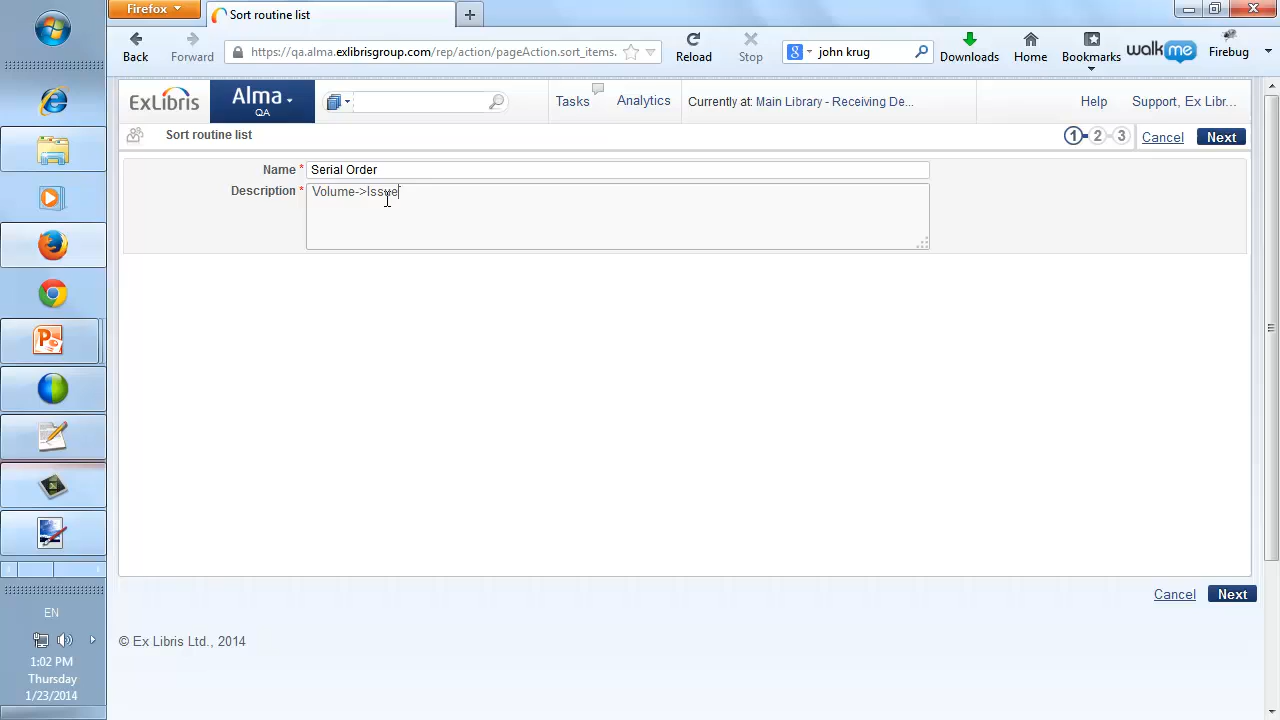 Firefox
Sort routine list
Back
Forward
https://qa.alma.exlibrisgroup.com/rep/action/pageAction.sort_items.
john krug
Reload
Stop
Downloads
Home
Bookmarks
walkme
Firebug
ExLibris
Alma
QA
Tasks
Analytics
Currently at: Main Library - Receiving De...
Help
Support, Ex Libr...
Sort routine list
1 2 3
Cancel
Next
Name * Serial Order
Description * Volume->Issue
Cancel
Next
© Ex Libris Ltd., 2014
EN
1:02 PM
Thursday
1/23/2014